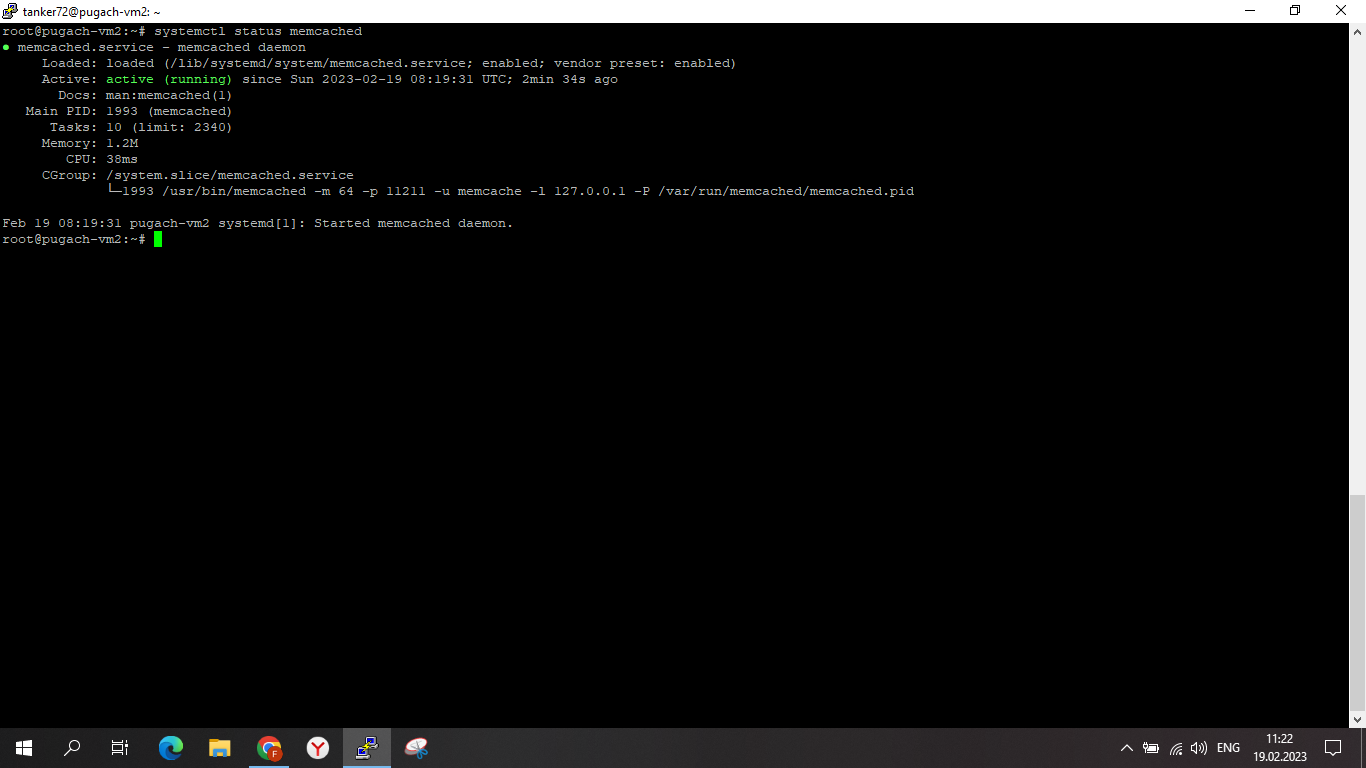 tanker72@pugach-vm2: ~
root@pugach-vm2:~# systemctl status memcached
● memcached.service - memcached daemon
     Loaded: loaded (/lib/systemd/system/memcached.service; enabled; vendor preset: enabled)
     Active: active (running) since Sun 2023-02-19 08:19:31 UTC; 2min 34s ago
       Docs: man:memcached(1)
   Main PID: 1993 (memcached)
      Tasks: 10 (limit: 2340)
     Memory: 1.2M
        CPU: 38ms
     CGroup: /system.slice/memcached.service
             └─1993 /usr/bin/memcached -m 64 -p 11211 -u memcache -l 127.0.0.1 -P /var/run/memcached/memcached.pid
Feb 19 08:19:31 pugach-vm2 systemd[1]: Started memcached daemon.
root@pugach-vm2:~#
F
ENG
11:22
19.02.2023